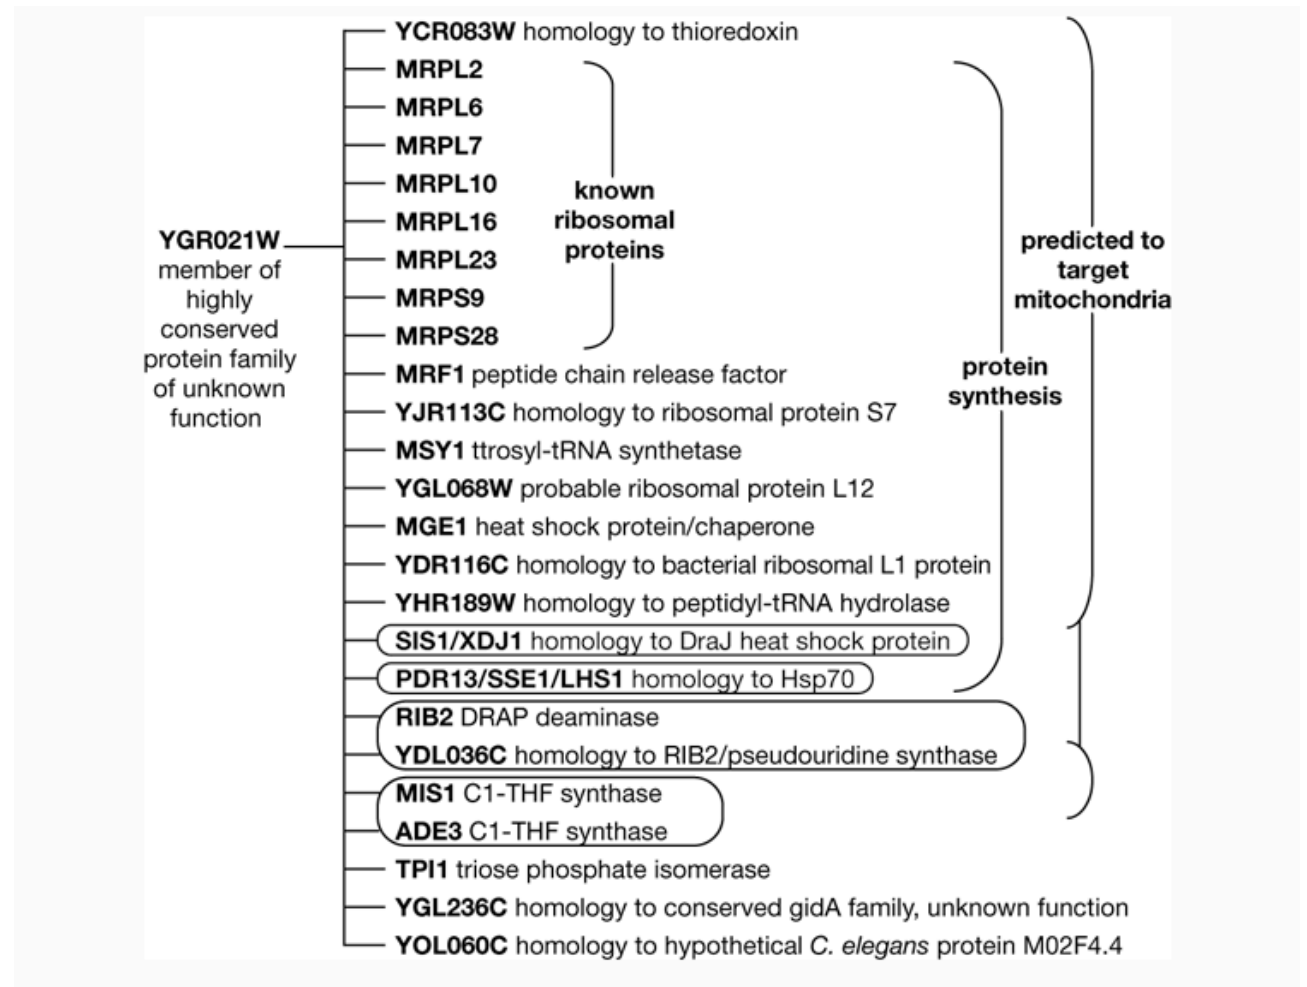 YCR083W homology to thioredoxin
MRPL2
MRPL6
MRPL7
MRPL10
MRPL16
MRPL23
MRPS9
MRPS28
known
ribosomal
proteins
YGR021W
member of
highly
conserved
protein family
of unknown
function
predicted to
target
mitochondria
protein
synthesis
MRF1 peptide chain release factor
YJR113C homology to ribosomal protein S7
MSY1 ttrosyl-tRNA synthetase
YGL068W probable ribosomal protein L12
MGE1 heat shock protein/chaperone
YDR116C homology to bacterial ribosomal L1 protein
YHR189W homology to peptidyl-tRNA hydrolase
SIS1/XDJ1 homology to DraJ heat shock protein
PDR13/SSE1/LHS1 homology to Hsp70
RIB2 DRAP deaminase
YDL036C homology to RIB2/pseudouridine synthase
MIS1 C1-THF synthase
ADE3 C1-THF synthase
TPI1 triose phosphate isomerase
YGL236C homology to conserved gidA family, unknown function
YOL060C homology to hypothetical C. elegans protein M02F4.4